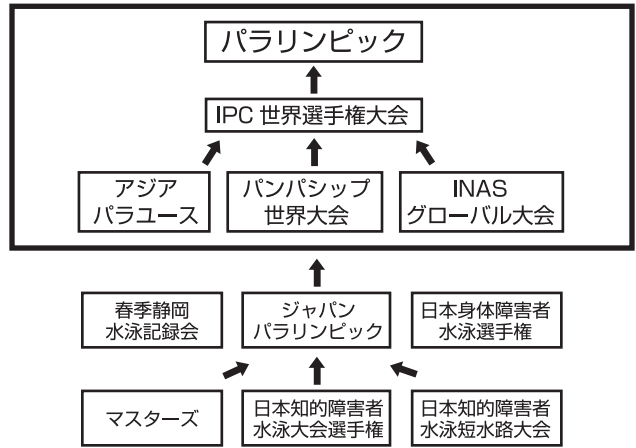 パラリンピック
IPC 世界選手権大会
アジア
パラユース
パンパシップ
世界大会
INAS
グローバル大会
春季静岡
水泳記録会
ジャパン
パラリンピック
日本身体障害者
水泳選手権
マスターズ
日本知的障害者
水泳大会選手権
日本知的障害者
水泳短水路大会